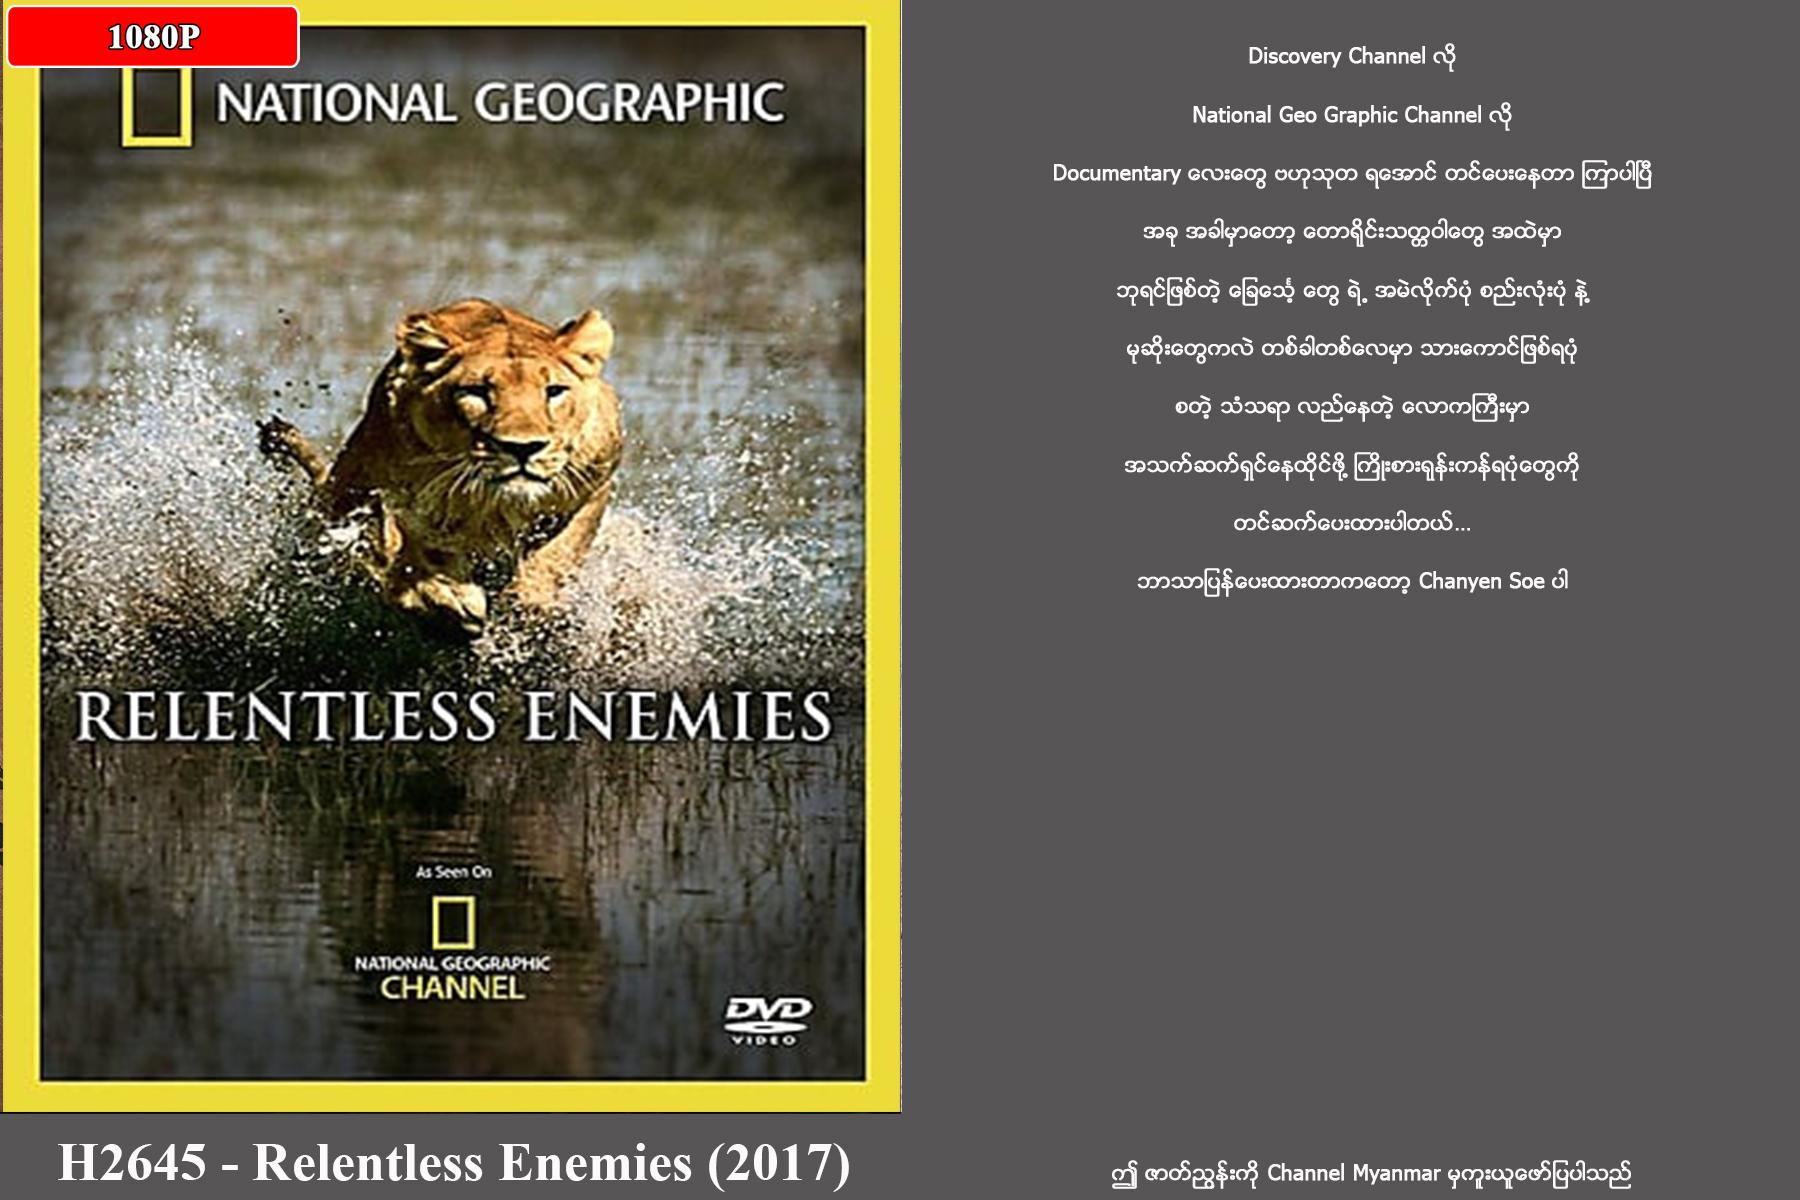 1080P
NATIONAL GEOGRAPHIC
RELENTLESS ENEMIES
As Seen On
NATIONAL GEOGRAPHIC
CHANNEL
DVD
VIDEO
H2645 - Relentless Enemies (2017)
Discovery Channel လို
National Geo Graphic Channel လို
Documentary လေးတွေ ဗဟုသုတ ရအောင် တင်ပေးနေတာ ကြာပါပြီ
အခု အခါမှာတော့ တောရိုင်းသတ္တဝါတွေ အထဲမှာ
ဘုရင်ဖြစ်တဲ့ ခြင်္သေ့ တွေ ရဲ့ အမဲလိုက်ပုံ စည်းလုံးပုံ နဲ့
မုဆိုးတွေကလဲ တစ်ခါတစ်လေမှာ သားကောင်ဖြစ်ရပုံ
စတဲ့ သံသရာ လည်နေတဲ့ လောကကြီးမှာ
အသက်ဆက်ရှင်နေထိုင်ဖို့ ကြိုးစားရုန်းကန်ရပုံတွေကို
တင်ဆက်ပေးထားပါတယ်...
ဘာသာပြန်ပေးထားတာကတော့ Chanyen Soe ပါ
ဤ ဇာတ်ညွှန်းကို Channel Myanmar မှကူးယူဖော်ပြပါသည်